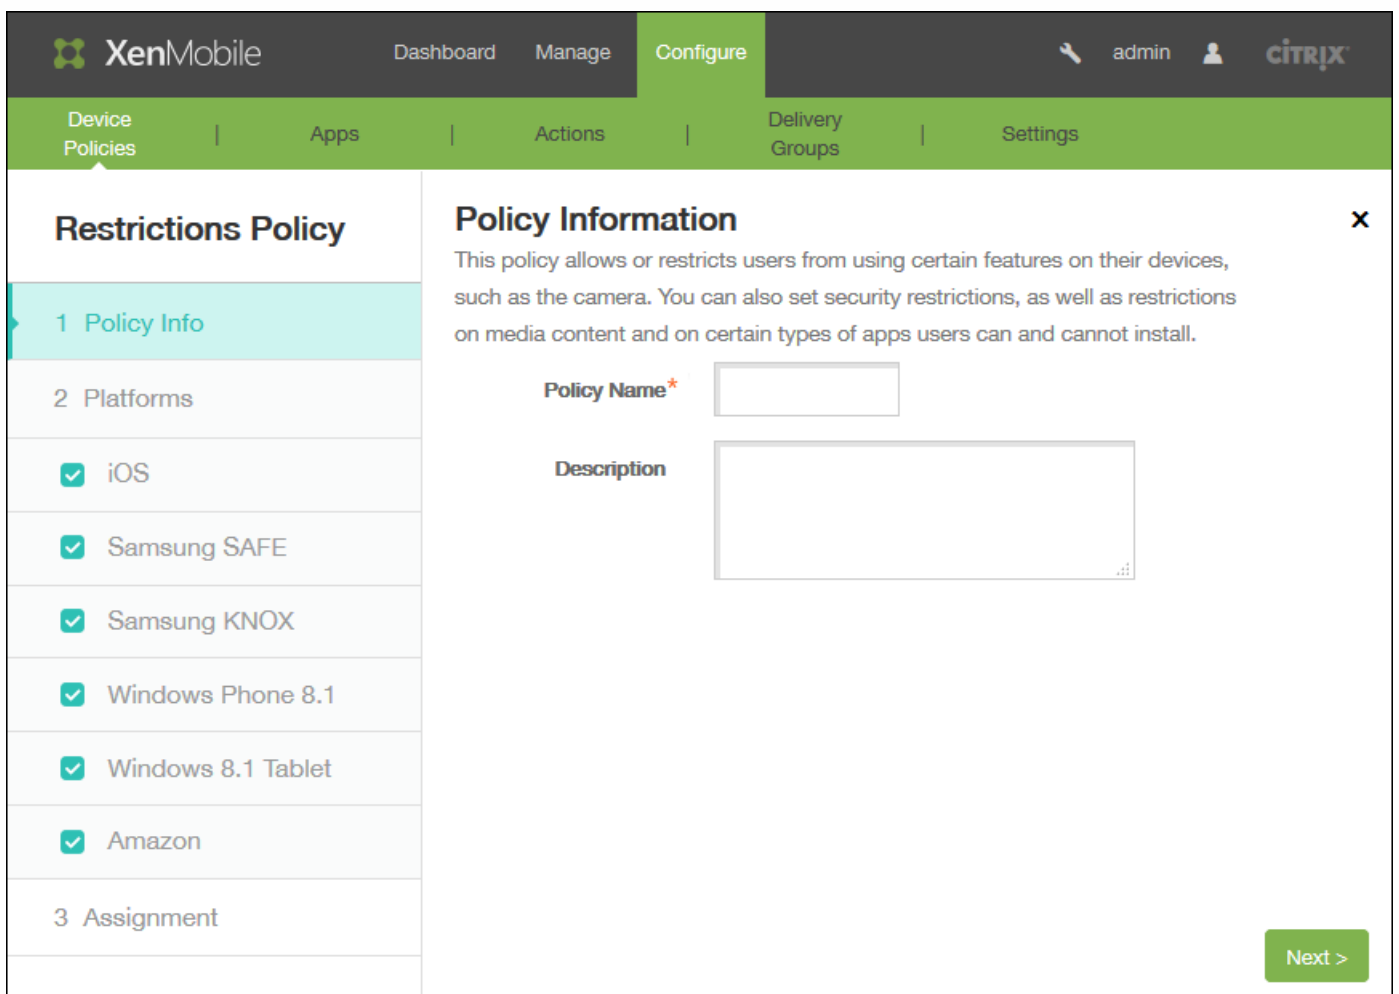 XenMobile
Dashboard
Manage
Configure
admin
CİTRIX
Device
Policies
|
Apps
|
Actions
|
Delivery
Groups
|
Settings
Restrictions Policy
1 Policy Info
2 Platforms
iOS
Samsung SAFE
Samsung KNOX
Windows Phone 8.1
Windows 8.1 Tablet
Amazon
3 Assignment
Policy Information
x
This policy allows or restricts users from using certain features on their devices,
such as the camera. You can also set security restrictions, as well as restrictions
on media content and on certain types of apps users can and cannot install.
Policy Name*
Description
Next >